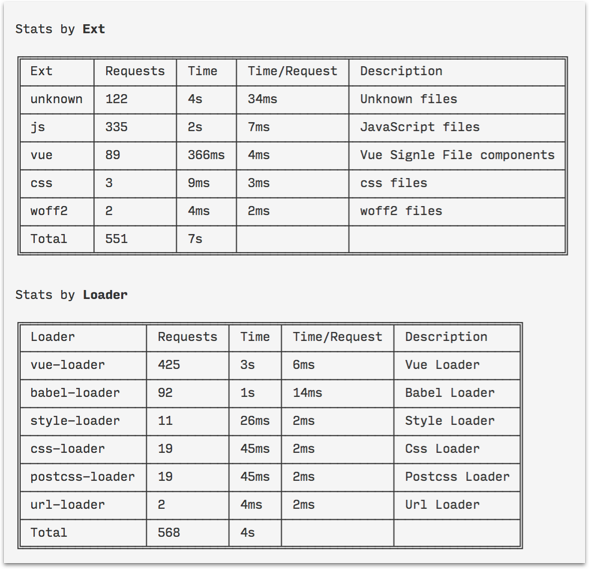 Stats by Ext
Ext Requests Time Time/Request Description
unknown 122 4s 34ms Unknown files
js 335 2s 7ms JavaScript files
vue 89 366ms 4ms Vue Signle File components
css 3 9ms 3ms css files
woff2 2 4ms 2ms woff2 files
Total 551 7s
Stats by Loader
Loader Requests Time Time/Request Description
vue-loader 425 3s 6ms Vue Loader
babel-loader 92 1s 14ms Babel Loader
style-loader 11 26ms 2ms Style Loader
css-loader 19 45ms 2ms Css Loader
postcss-loader 19 45ms 2ms Postcss Loader
url-loader 2 4ms 2ms Url Loader
Total 568 4s